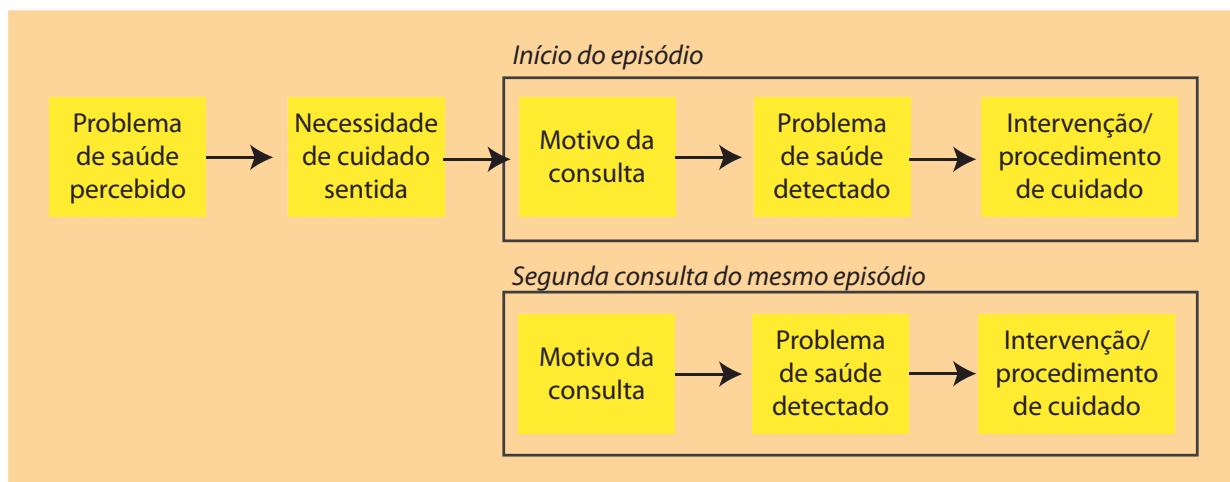 Início do episódio
Problema
de saúde
percebido
Necessidade
de cuidado
sentida
Motivo da
consulta
Problema
de saúde
detectado
Intervenção/
procedimento
de cuidado
Segunda consulta do mesmo episódio
Motivo da
consulta
Problema
de saúde
detectado
Intervenção/
procedimento
de cuidado